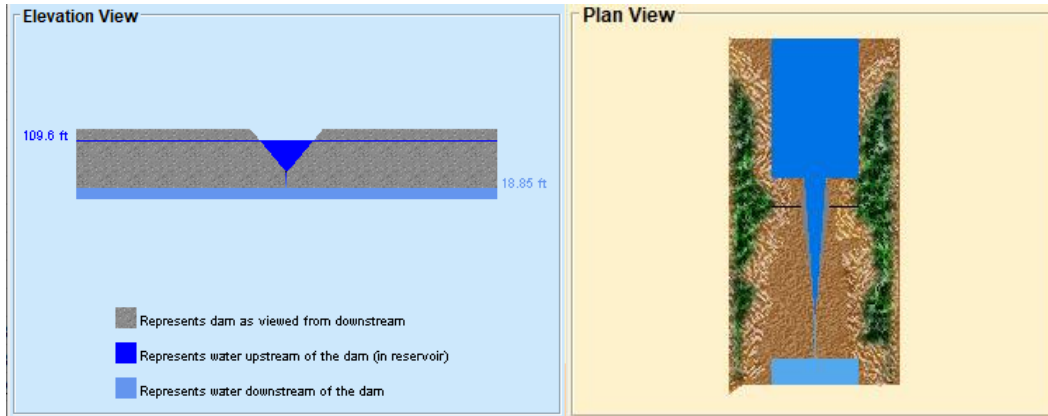 Elevation View
109.6 ft
18.85 ft
Represents dam as viewed from downstream
Represents water upstream of the dam (in reservoir)
Represents water downstream of the dam
Plan View